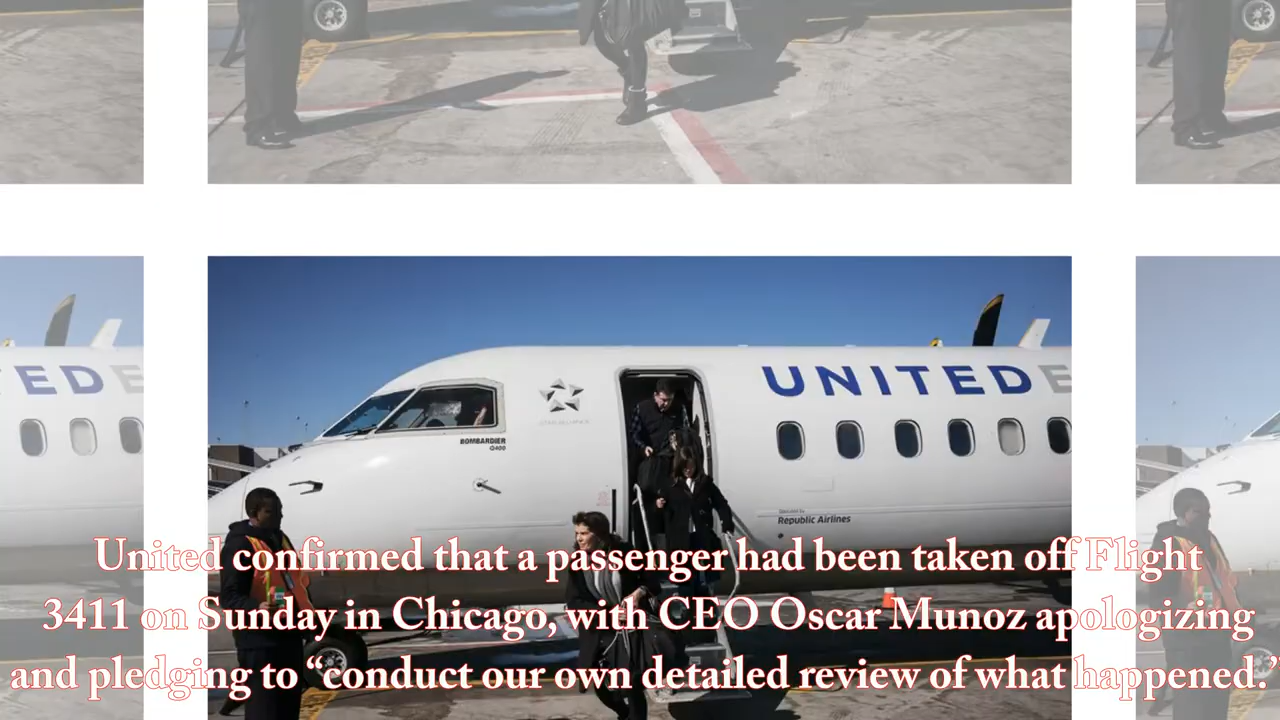 UNITED
ED
BOMBARDIER
Q400
Republic Airlines
United confirmed that a passenger had been taken off Flight
3411 on Sunday in Chicago, with CEO Oscar Munoz apologizing
and pledging to “conduct our own detailed review of what happened.”